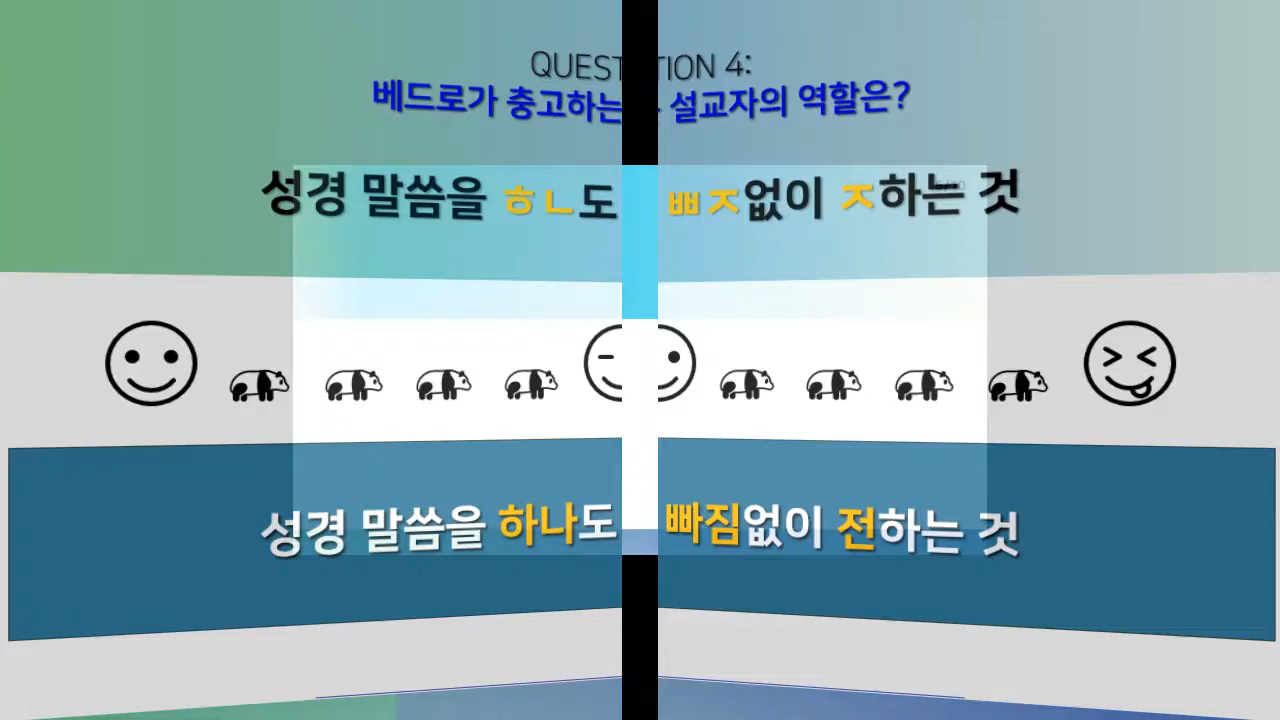 QUESTION 4:
베드로가 충고하는 설교자의 역할은?
성경 말씀을 ㅎㄴ도 ㅃㅈ없이 ㅈ하는 것
성경 말씀을 하나도 빠짐없이 전하는 것